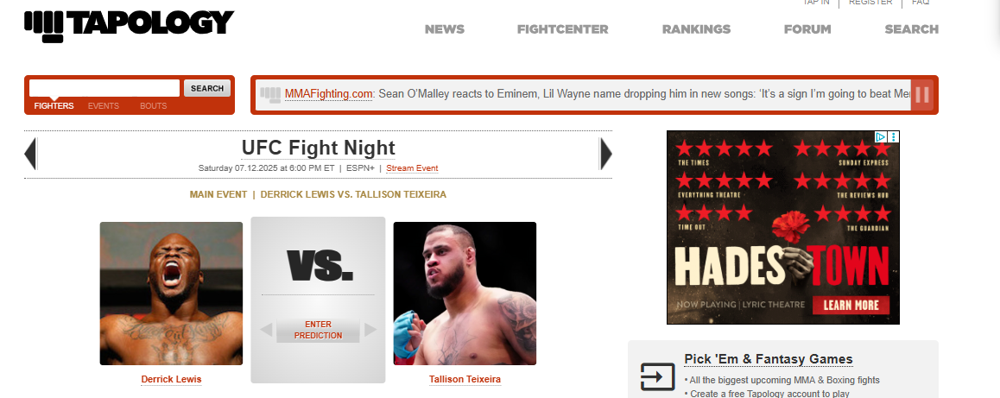 TAP IN | REGISTER | FAQ
TAPOLOGY
NEWS FIGHTCENTER RANKINGS FORUM SEARCH
SEARCH
FIGHTERS EVENTS BOUTS
MMAFighting.com: Sean O'Malley reacts to Eminem, Lil Wayne name dropping him in new songs: 'It's a sign I'm going to beat
UFC Fight Night
Saturday 07.12.2025 at 6:00 PM ET | ESPN+ | Stream Event
MAIN EVENT | DERRICK LEWIS VS. TALLISON TEIXEIRA
VS.
ENTER
PREDICTION
Derrick Lewis
Tallison Teixeira
THE TIMES
SUNDAY EXPRESS
EVERYTHING THEATRE
THE REVIEWS HUB
TIME OUT
THE GUARDIAN
HADES TOWN
NOW PLAYING | LYRIC THEATRE
LEARN MORE
Pick 'Em & Fantasy Games
• All the biggest upcoming MMA & Boxing fights
• Create a free Tapology account to play